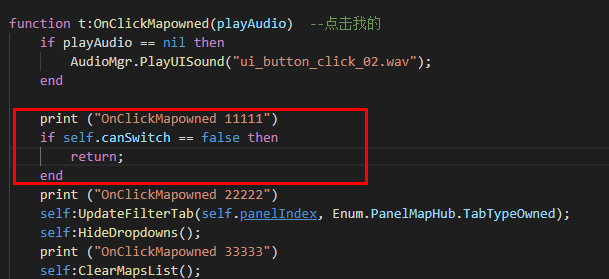 function t:OnClickMapowned(playAudio)  --点击我的
    if playAudio == nil then
        AudioMgr.PlayUISound("ui_button_click_02.wav");
    end
    print ("OnClickMapowned 11111")
    if self.canSwitch == false then
        return;
    end
    print ("OnClickMapowned 22222")
    self:UpdateFilterTab(self.panelIndex, Enum.PanelMapHub.TabTypeOwned);
    self:HideDropdowns();
    print ("OnClickMapowned 33333")
    self:ClearMapsList();